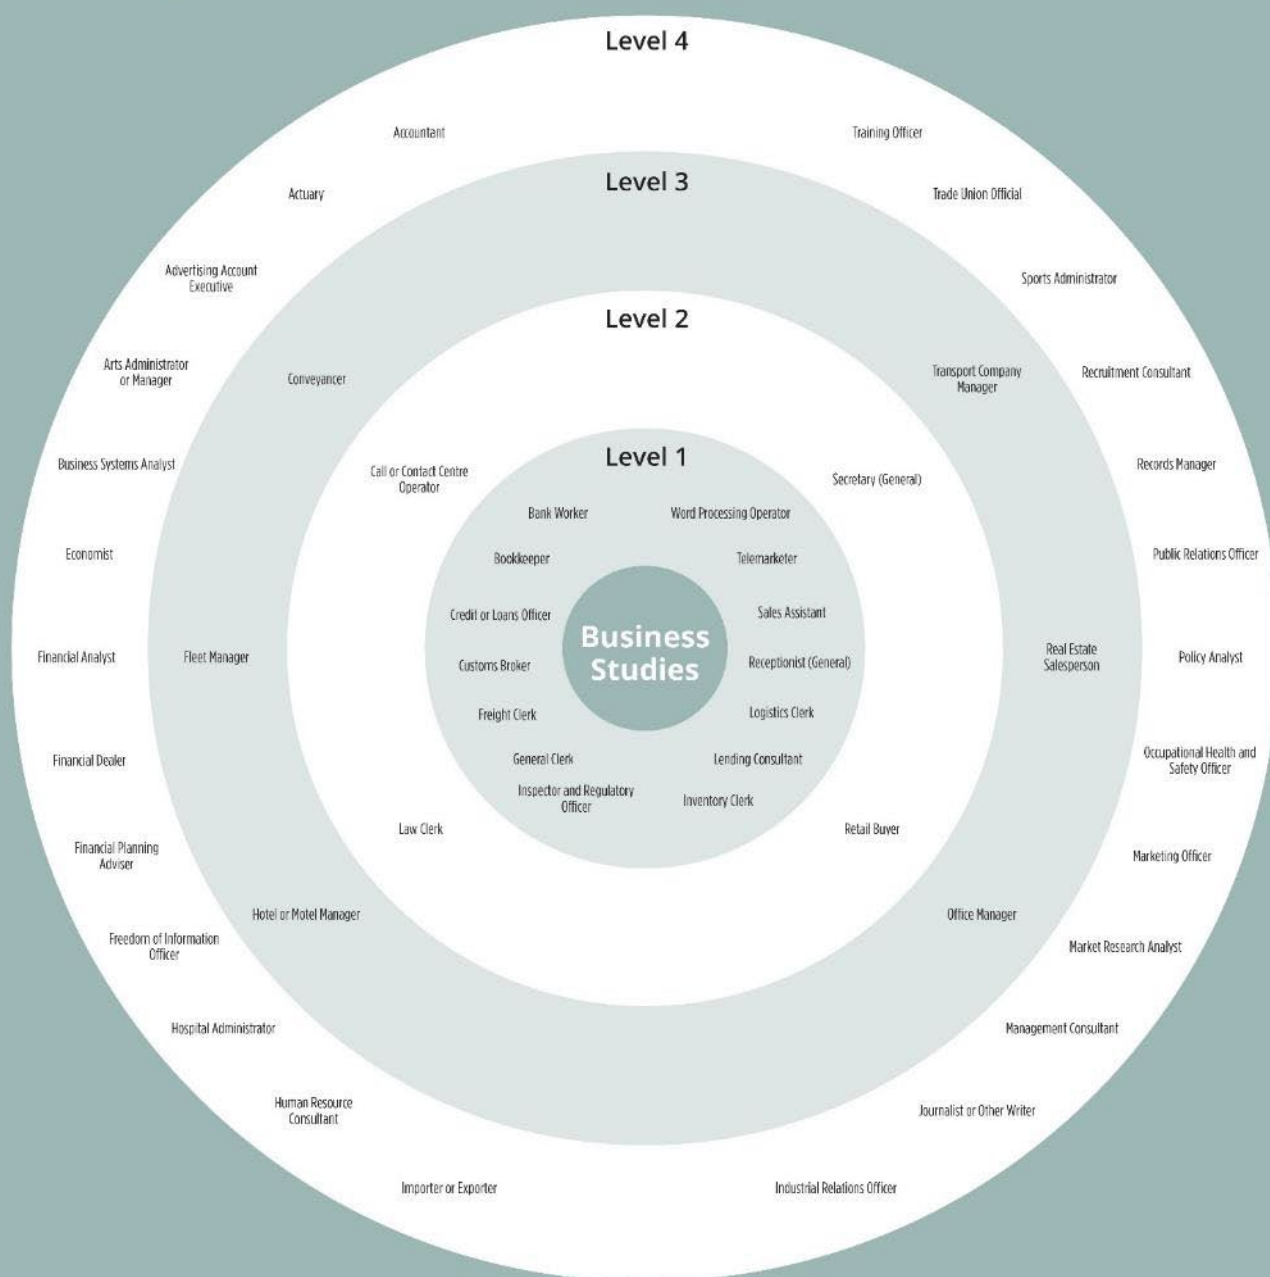 Level 4
Accountant
Training Officer
Actuary
Trade Union Official
Advertising Account
Executive
Sports Administrator
Arts Administrator
or Manager
Recruitment Consultant
Business Systems Analyst
Records Manager
Economist
Public Relations Officer
Financial Analyst
Policy Analyst
Financial Dealer
Occupational Health and
Safety Officer
Financial Planning
Adviser
Marketing Officer
Freedom of Information
Officer
Market Research Analyst
Hospital Administrator
Management Consultant
Human Resource
Consultant
Journalist or Other Writer
Importer or Exporter
Industrial Relations Officer
Level 3
Conveyancer
Transport Company
Manager
Fleet Manager
Real Estate
Salesperson
Hotel or Motel Manager
Office Manager
Level 2
Call or Contact Centre
Operator
Secretary (General)
Law Clerk
Retail Buyer
Level 1
Bank Worker
Word Processing Operator
Bookkeeper
Telemarketer
Credit or Loans Officer
Sales Assistant
Customs Broker
Receptionist (General)
Freight Clerk
Logistics Clerk
General Clerk
Lending Consultant
Inspector and Regulatory
Officer
Inventory Clerk
Business
Studies